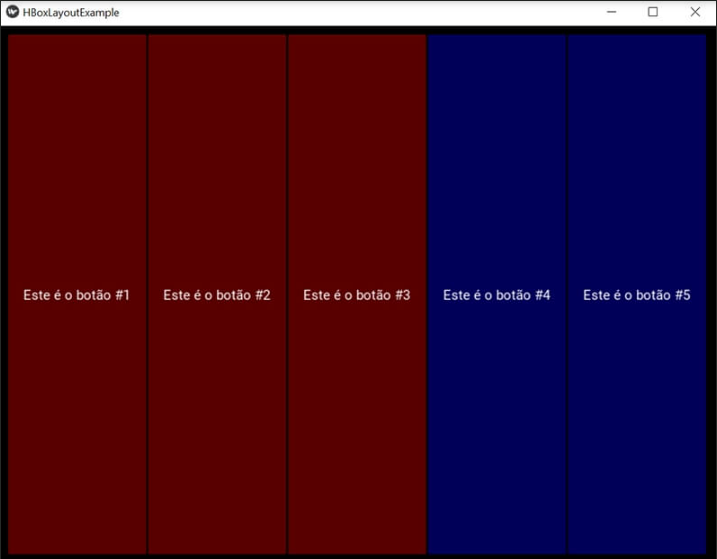 HBoxLayoutExample
Este é o botão #1
Este é o botão #2
Este é o botão #3
Este é o botão #4
Este é o botão #5